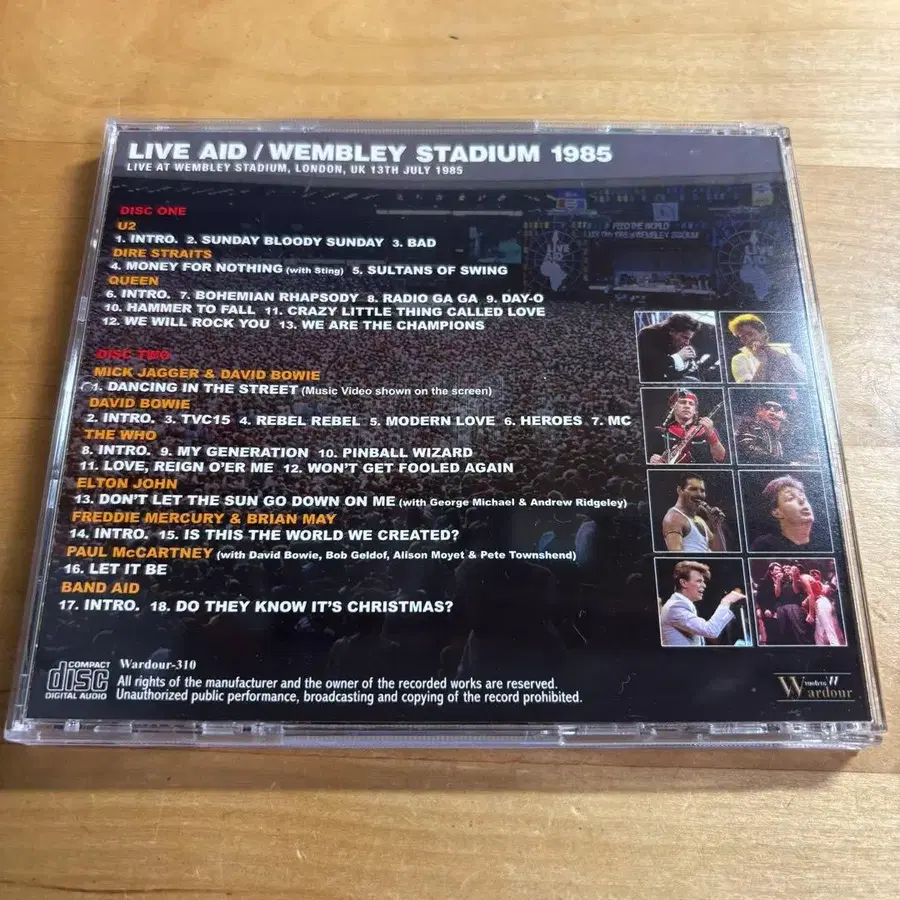 LIVE AID / WEMBLEY STADIUM 1985
LIVE AT WEMBLEY STADIUM, LONDON, UK 13TH JULY 1985
DISC ONE
U2
1. INTRO. 2. SUNDAY BLOODY SUNDAY 3. BAD
DIRE STRAITS
4. MONEY FOR NOTHING (with Sting) 5. SULTANS OF SWING
QUEEN
6. INTRO. 7. BOHEMIAN RHAPSODY 8. RADIO GA GA 9. DAY-O
10. HAMMER TO FALL 11. CRAZY LITTLE THING CALLED LOVE
12. WE WILL ROCK YOU 13. WE ARE THE CHAMPIONS
DISC TWO
MICK JAGGER & DAVID BOWIE
1. DANCING IN THE STREET (Music Video shown on the screen)
DAVID BOWIE
2. INTRO. 3. TVC15 4. REBEL REBEL 5. MODERN LOVE 6. HEROES 7. MC
THE WHO
8. INTRO. 9. MY GENERATION 10. PINBALL WIZARD
11. LOVE, REIGN O'ER ME 12. WON'T GET FOOLED AGAIN
ELTON JOHN
13. DON'T LET THE SUN GO DOWN ON ME (with George Michael & Andrew Ridgeley)
FREDDIE MERCURY & BRIAN MAY
14. INTRO. 15. IS THIS THE WORLD WE CREATED?
PAUL McCARTNEY (with David Bowie, Bob Geldof, Alison Moyet & Pete Townshend)
16. LET IT BE
BAND AID
17. INTRO. 18. DO THEY KNOW IT'S CHRISTMAS?
FEED THE WORLD
LIVE AID
LIVE AID
COMPACT
disc
DIGITAL AUDIO
Wardour-310
All rights of the manufacturer and the owner of the recorded works are reserved.
Unauthorized public performance, broadcasting and copying of the record prohibited.
Wardour